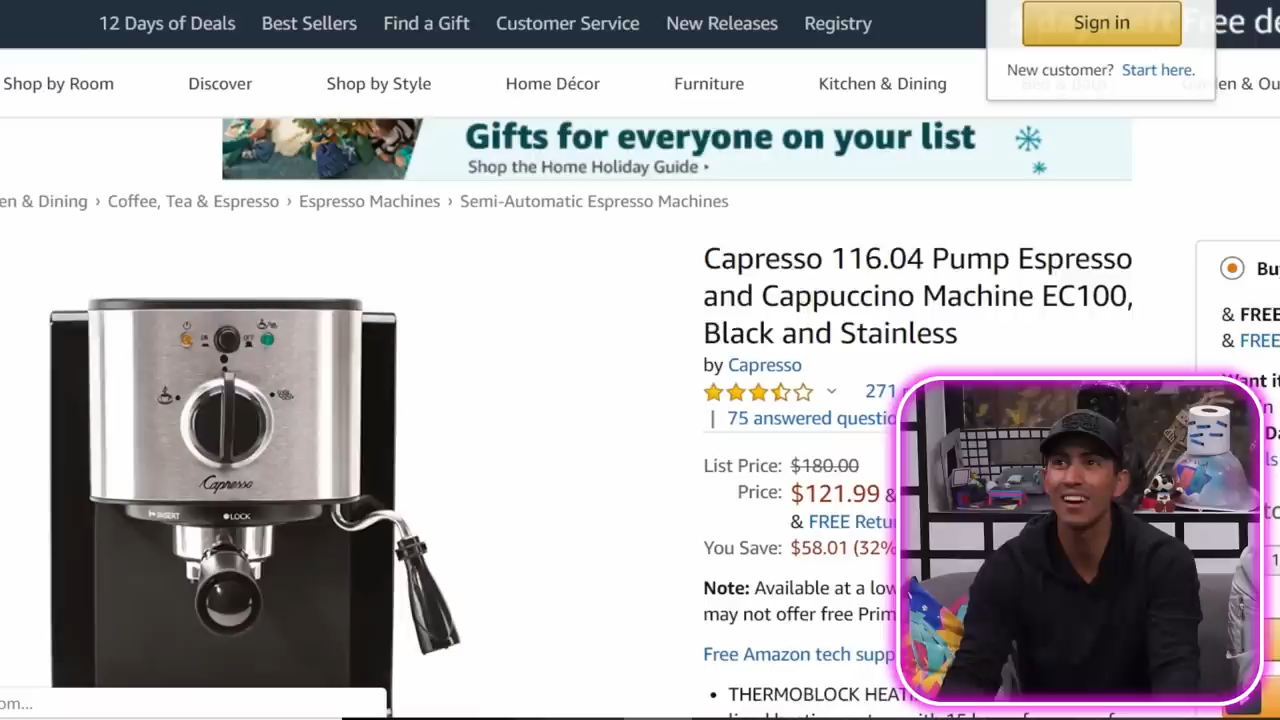 12 Days of Deals Best Sellers Find a Gift Customer Service New Releases Registry
Sign in
New customer? Start here.
Shop by Room Discover Shop by Style Home Décor Furniture Kitchen & Dining
Gifts for everyone on your list
Shop the Home Holiday Guide
en & Dining › Coffee, Tea & Espresso › Espresso Machines › Semi-Automatic Espresso Machines
Capresso 116.04 Pump Espresso
and Cappuccino Machine EC100,
Black and Stainless
by Capresso
271
| 75 answered questio
List Price: $180.00
Price: $121.99 &
& FREE Retu
You Save: $58.01 (32%
Note: Available at a low
may not offer free Prim
Free Amazon tech supp
• THERMOBLOCK HEAT
& FREE
& FREE
ON OFF
Capresso
INSERT LOCK
om...